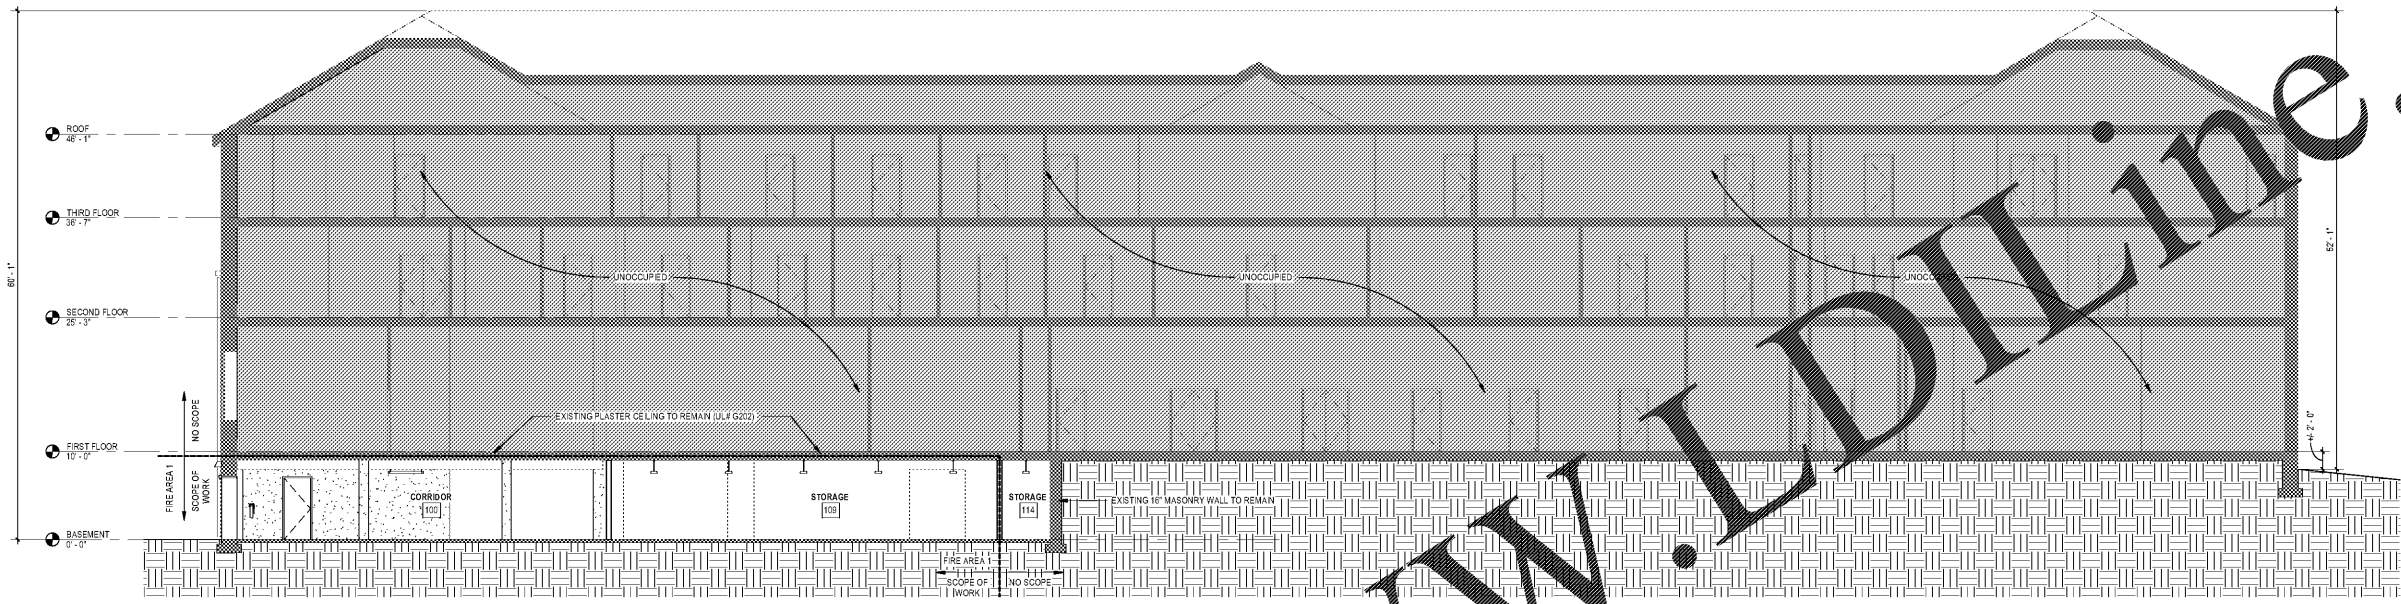 60' - 1"
ROOF
46' - 1"
THIRD FLOOR
36' - 7"
SECOND FLOOR
25' - 3"
FIRST FLOOR
10' - 0"
BASEMENT
0' - 0"
NO SCOPE
FIRE AREA 1
SCOPE OF
WORK
UNOCCUPIED
UNOCCUPIED
EXISTING PLASTER CEILING TO REMAIN (UL# G202)
CORRIDOR
100
STORAGE
109
STORAGE
114
EXISTING 16" MASONRY WALL TO REMAIN
FIRE AREA 1
SCOPE OF
WORK
NO SCOPE
52' - 1"
+/- 2' - 0"
W.LDILine.